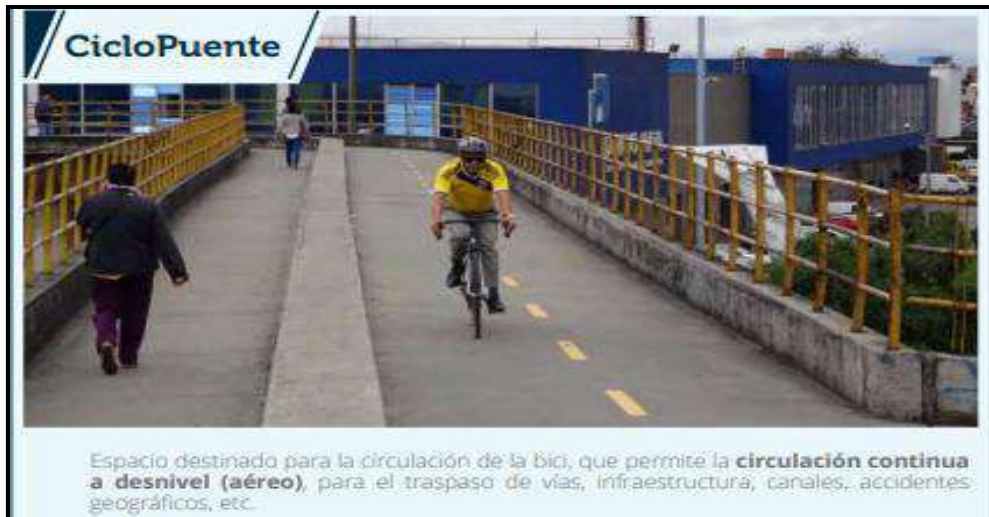 CicloPuente
Espacio destinado para la circulación de la bici, que permite la circulación continua
a desnivel (aéreo), para el traspaso de vías, infraestructura, canales, accidentes
geográficos, etc.